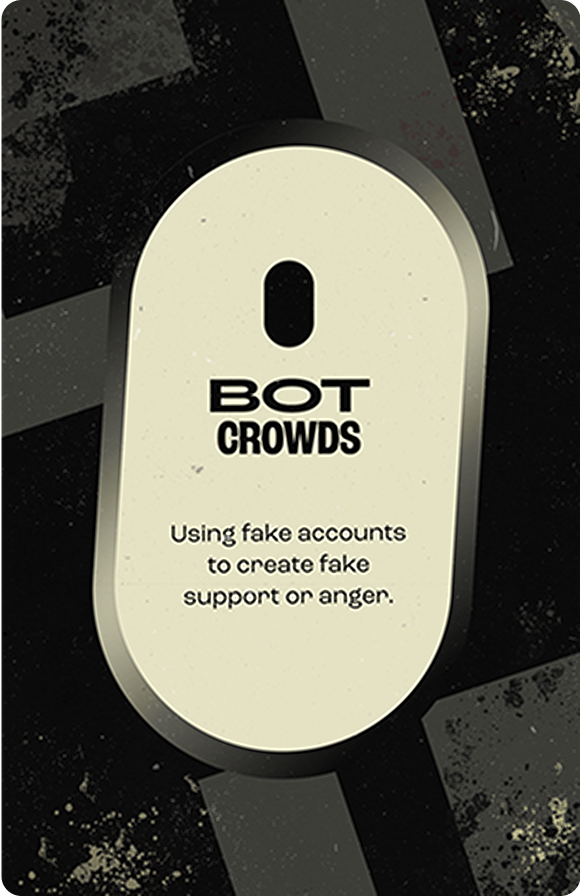 BOT
CROWDS
Using fake accounts
to create fake
support or anger.